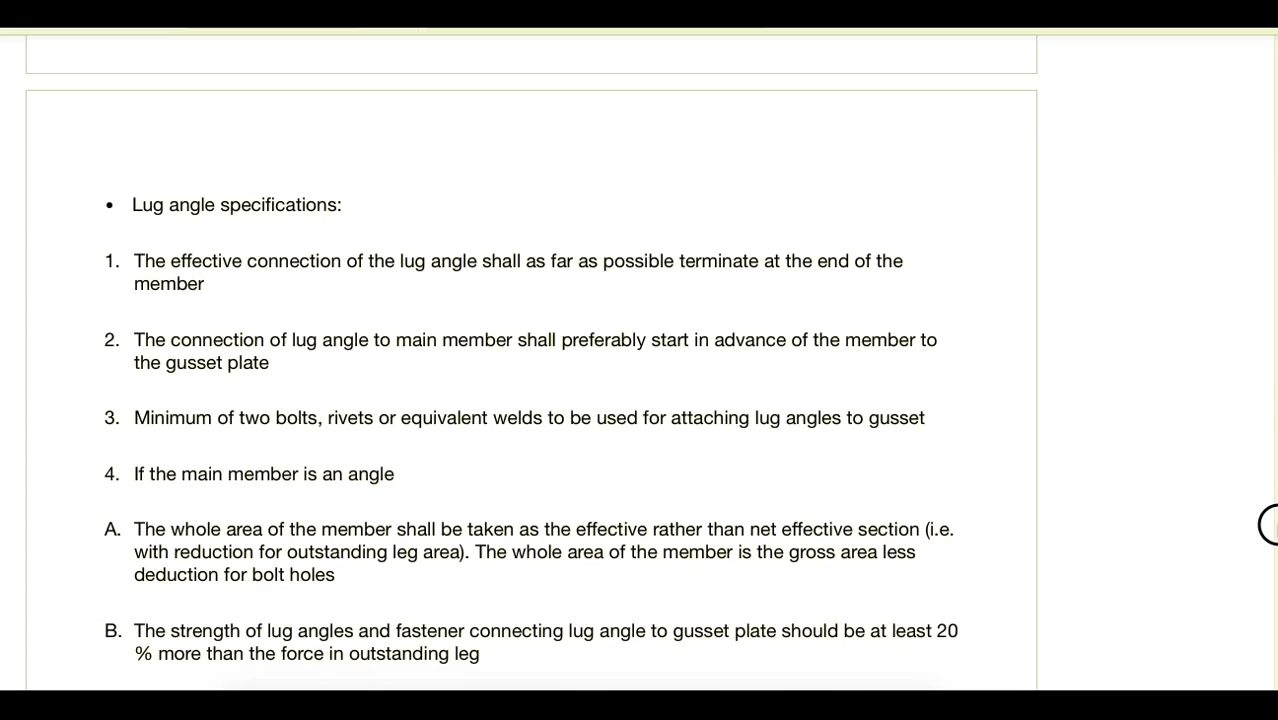 • Lug angle specifications:
1. The effective connection of the lug angle shall as far as possible terminate at the end of the
member
2. The connection of lug angle to main member shall preferably start in advance of the member to
the gusset plate
3. Minimum of two bolts, rivets or equivalent welds to be used for attaching lug angles to gusset
4. If the main member is an angle
A. The whole area of the member shall be taken as the effective rather than net effective section (i.e.
with reduction for outstanding leg area). The whole area of the member is the gross area less
deduction for bolt holes
B. The strength of lug angles and fastener connecting lug angle to gusset plate should be at least 20
% more than the force in outstanding leg